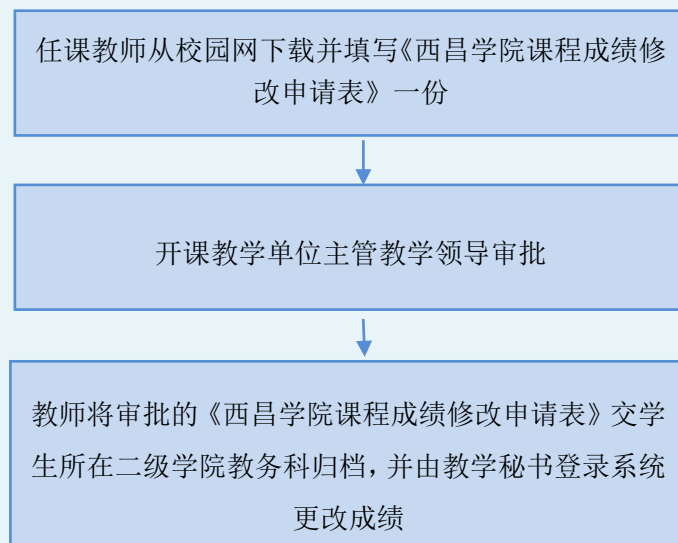 任课教师从校园网下载并填写《西昌学院课程成绩修
改申请表》一份
开课教学单位主管教学领导审批
教师将审批的《西昌学院课程成绩修改申请表》交学
生所在二级学院教务科归档，并由教学秘书登录系统
更改成绩